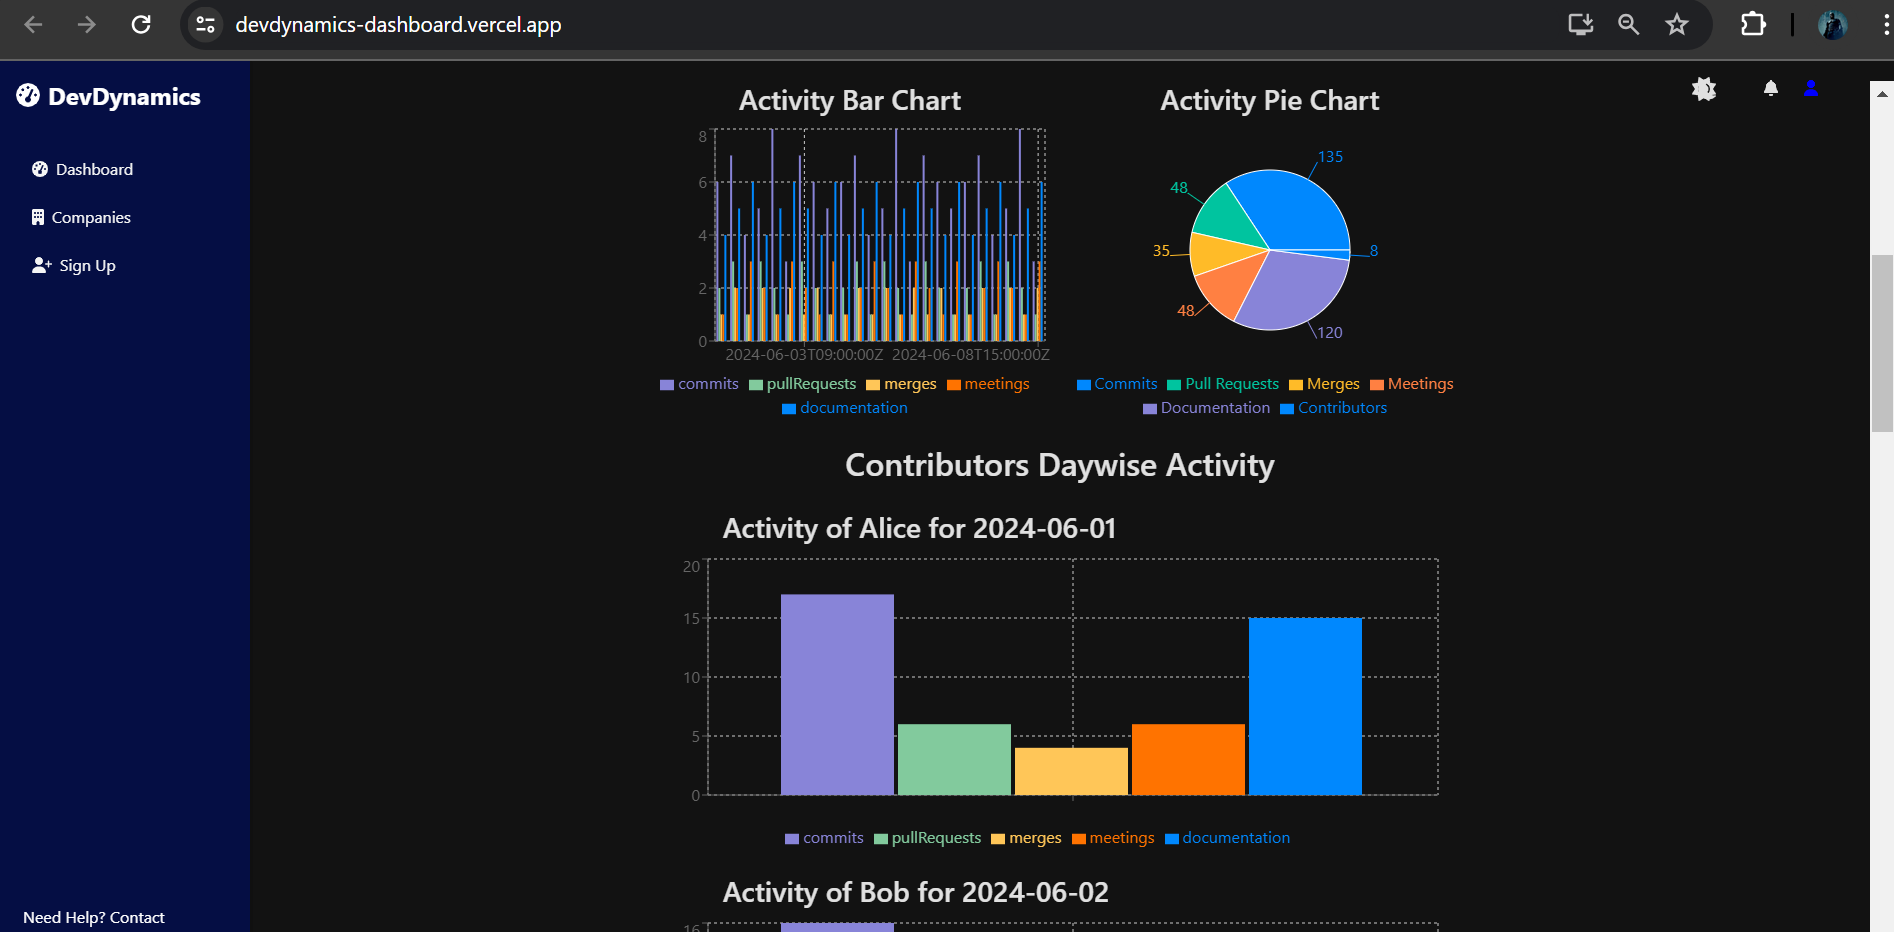 devdynamics-dashboard.vercel.app
DevDynamics
Dashboard
Companies
Sign Up
Need Help? Contact
Activity Bar Chart
8
6
4
2
0
2024-06-03T09:00:00Z 2024-06-08T15:00:00Z
commits pullRequests merges meetings
documentation
Activity Pie Chart
135
48
35
8
48
120
Commits Pull Requests Merges Meetings
Documentation Contributors
Contributors Daywise Activity
Activity of Alice for 2024-06-01
20
15
10
5
0
commits pullRequests merges meetings documentation
Activity of Bob for 2024-06-02
16